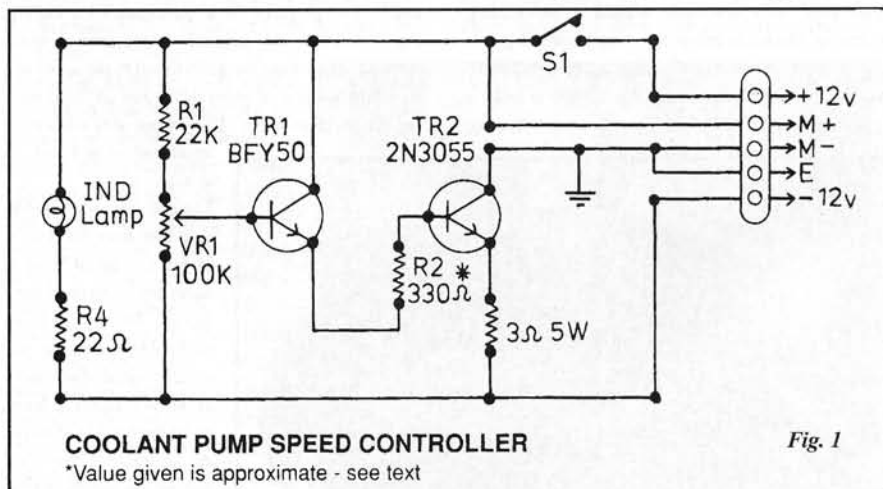 S1
+ 12v
M +
M -
E
- 12v
R1
22K
TR1
BFY50
TR2
2N3055
IND
Lamp
VR1
100K
R2 *
330Ω
R4
22Ω
3Ω 5W
COOLANT PUMP SPEED CONTROLLER
*Value given is approximate - see text
Fig. 1